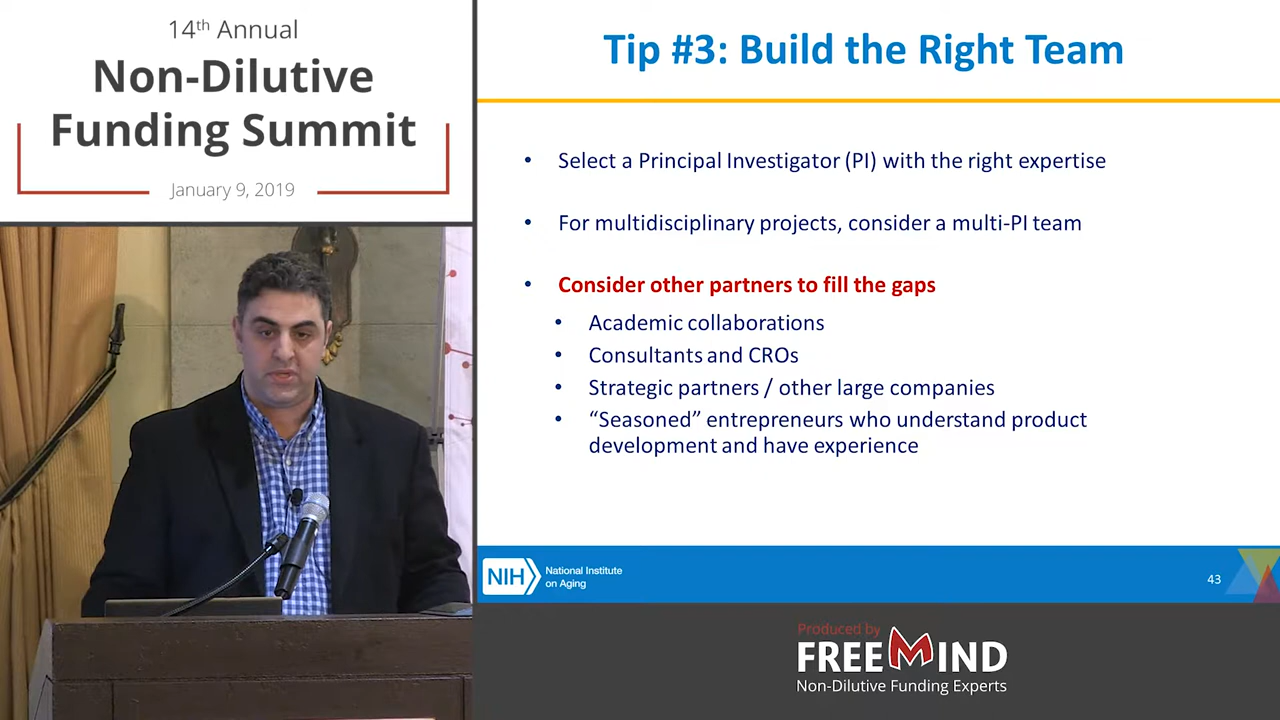 14th Annual
Non-Dilutive
Funding Summit
January 9, 2019
Tip #3: Build the Right Team
• Select a Principal Investigator (PI) with the right expertise
• For multidisciplinary projects, consider a multi-PI team
• Consider other partners to fill the gaps
• Academic collaborations
• Consultants and CROs
• Strategic partners / other large companies
• “Seasoned” entrepreneurs who understand product
development and have experience
NIH National Institute
on Aging
43
Produced by
FREEMIND
Non-Dilutive Funding Experts